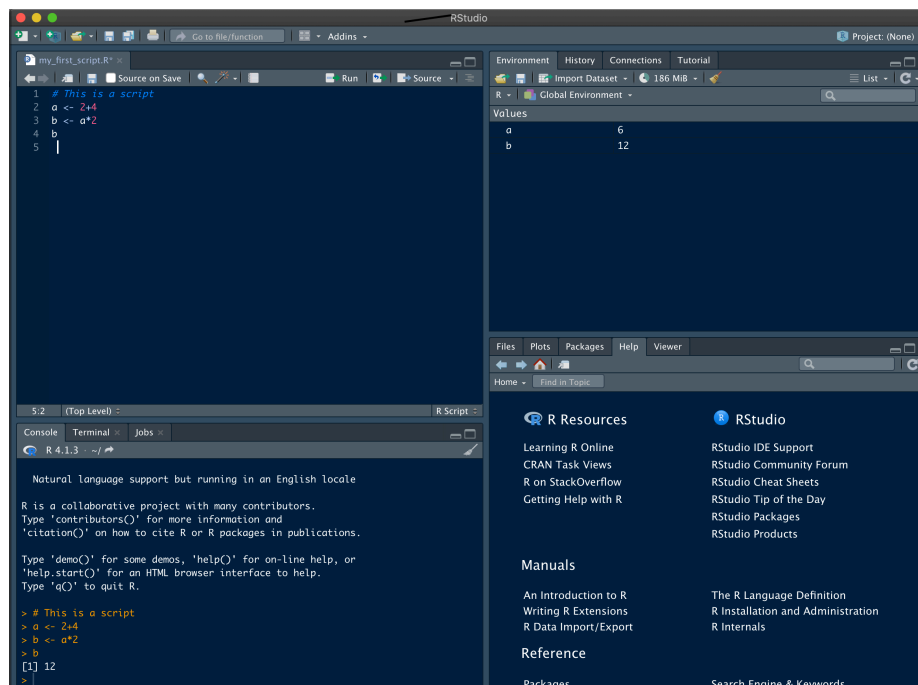 RStudio
Go to file/function
Addins
Project: (None)
my_first_script.R*
Source on Save
Run
Source
1 # This is a script
2 a <- 2+4
3 b <- a*2
4 b
5
5:2 (Top Level)
R Script
Console Terminal Jobs
R 4.1.3 · ~/
Natural language support but running in an English locale
R is a collaborative project with many contributors.
Type 'contributors()' for more information and
'citation()' on how to cite R or R packages in publications.
Type 'demo()' for some demos, 'help()' for on-line help, or
'help.start()' for an HTML browser interface to help.
Type 'q()' to quit R.
> # This is a script
> a <- 2+4
> b <- a*2
> b
[1] 12
>
Environment History Connections Tutorial
Import Dataset
186 MiB
List
R
Global Environment
Values
a 6
b 12
Files Plots Packages Help Viewer
Home
Find in Topic
R Resources
Learning R Online
CRAN Task Views
R on StackOverflow
Getting Help with R
RStudio
RStudio IDE Support
RStudio Community Forum
RStudio Cheat Sheets
RStudio Tip of the Day
RStudio Packages
RStudio Products
Manuals
An Introduction to R
Writing R Extensions
R Data Import/Export
The R Language Definition
R Installation and Administration
R Internals
Reference
Packages
Search Engine & Keywords